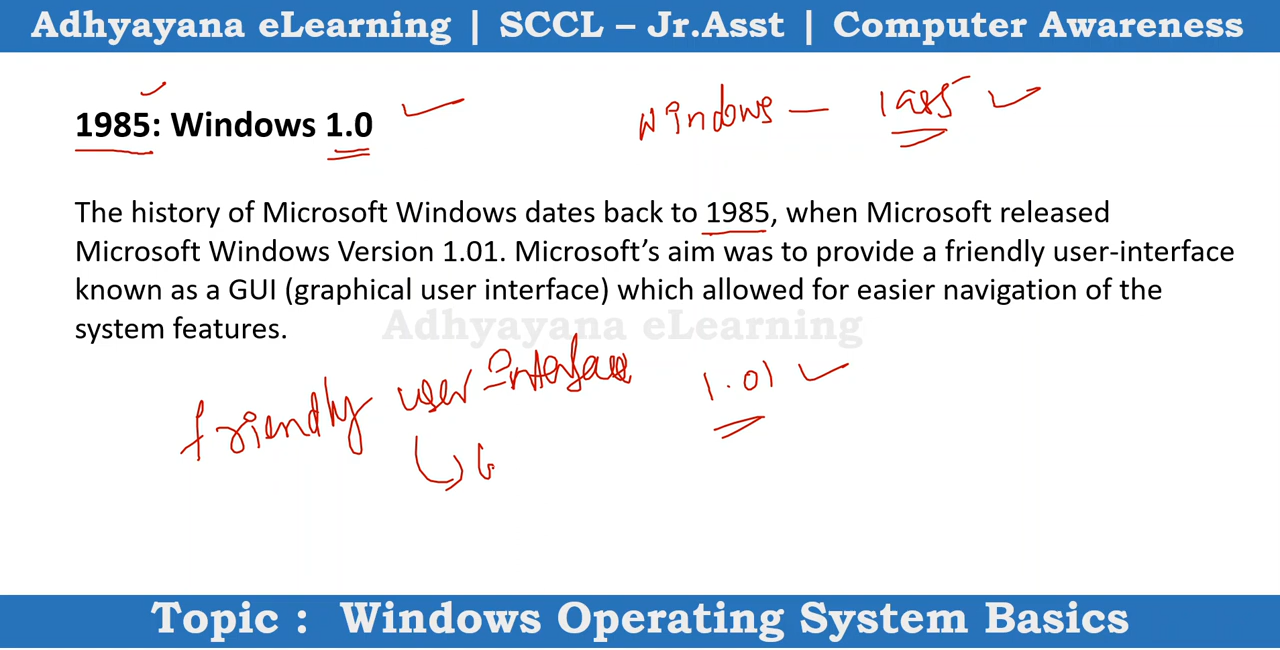 Adhyayana eLearning | SCCL – Jr.Asst | Computer Awareness
1985: Windows 1.0
windows — 1985
The history of Microsoft Windows dates back to 1985, when Microsoft released
Microsoft Windows Version 1.01. Microsoft's aim was to provide a friendly user-interface
known as a GUI (graphical user interface) which allowed for easier navigation of the
system features.
Adhyayana eLearning
friendly user Interface
1.01
Topic : Windows Operating System Basics